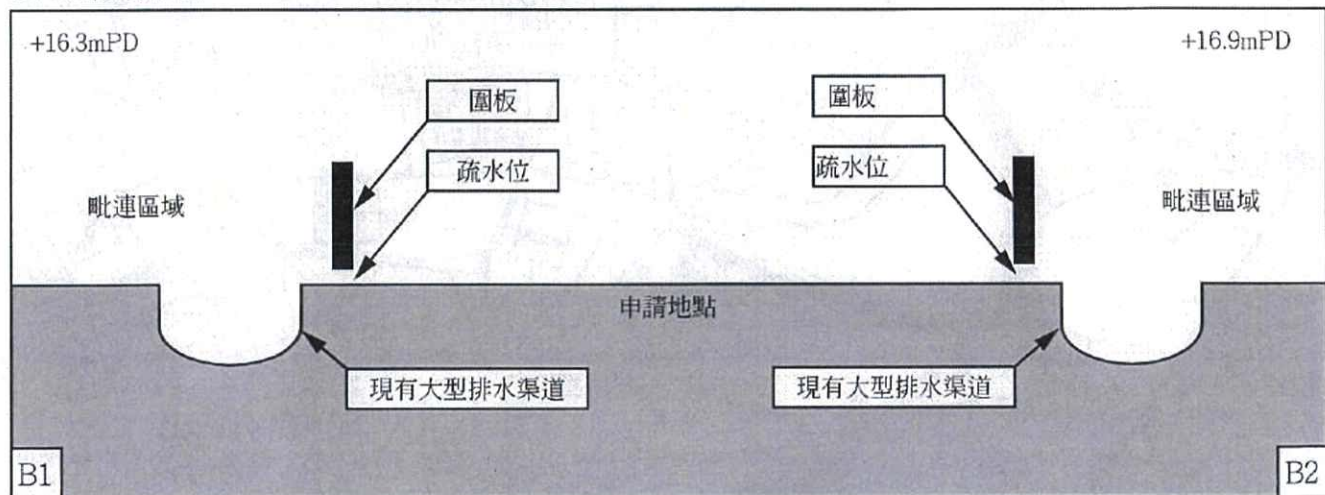 +16.3mPD
+16.9mPD
圍板
圍板
疏水位
疏水位
毗連區域
毗連區域
申請地點
現有大型排水渠道
現有大型排水渠道
B1
B2